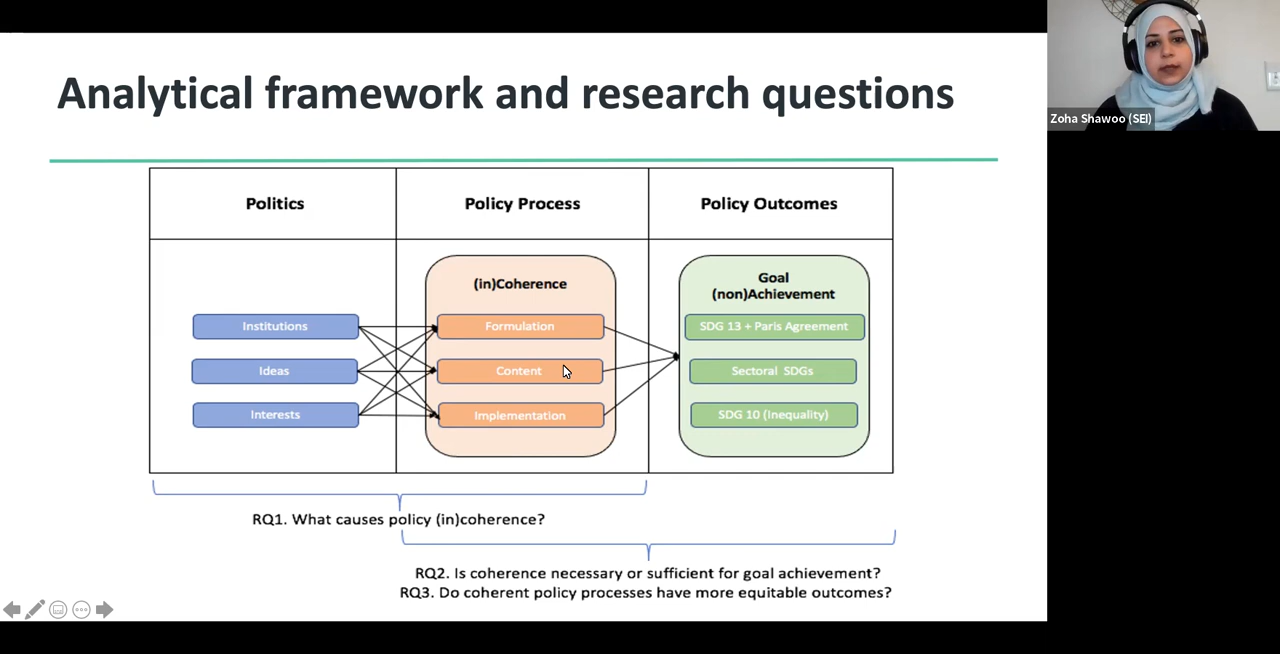 Analytical framework and research questions
Zoha Shawoo (SEI)
Politics
Policy Process
Policy Outcomes
(in)Coherence
Goal
(non)Achievement
Institutions
Formulation
SDG 13 + Paris Agreement
Ideas
Content
Sectoral SDGs
Interests
Implementation
SDG 10 (Inequality)
RQ1. What causes policy (in)coherence?
RQ2. Is coherence necessary or sufficient for goal achievement?
RQ3. Do coherent policy processes have more equitable outcomes?